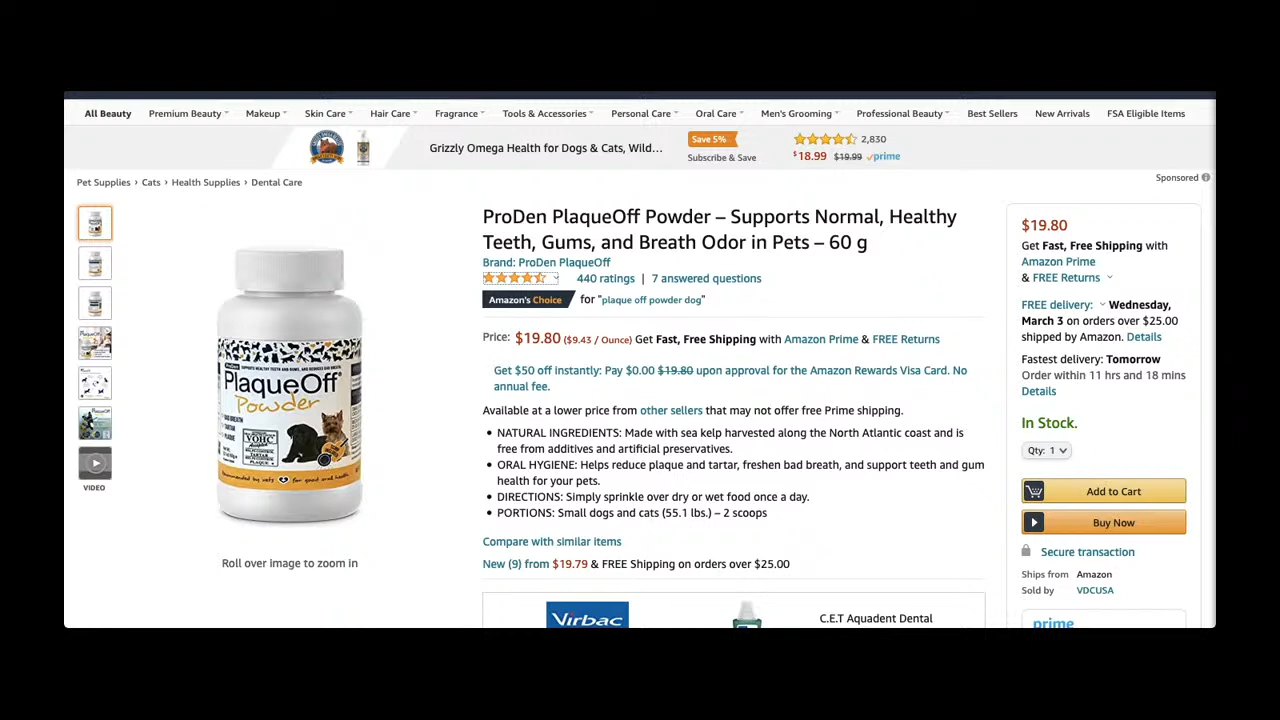 All Beauty Premium Beauty Makeup Skin Care Hair Care Fragrance Tools & Accessories Personal Care Oral Care Men's Grooming Professional Beauty Best Sellers New Arrivals FSA Eligible Items
Grizzly Omega Health for Dogs & Cats, Wild…
Save 5%
Subscribe & Save
2,830
$18.99 $19.99 prime
Pet Supplies › Cats › Health Supplies › Dental Care
Sponsored
VIDEO
PlaqueOff
Powder
VOHC
Recommended by vets for good oral health
Roll over image to zoom in
ProDen PlaqueOff Powder – Supports Normal, Healthy
Teeth, Gums, and Breath Odor in Pets – 60 g
Brand: ProDen PlaqueOff
440 ratings | 7 answered questions
Amazon's Choice for "plaque off powder dog"
Price: $19.80 ($9.43 / Ounce) Get Fast, Free Shipping with Amazon Prime & FREE Returns
Get $50 off instantly: Pay $0.00 $19.80 upon approval for the Amazon Rewards Visa Card. No
annual fee.
Available at a lower price from other sellers that may not offer free Prime shipping.
• NATURAL INGREDIENTS: Made with sea kelp harvested along the North Atlantic coast and is
free from additives and artificial preservatives.
• ORAL HYGIENE: Helps reduce plaque and tartar, freshen bad breath, and support teeth and gum
health for your pets.
• DIRECTIONS: Simply sprinkle over dry or wet food once a day.
• PORTIONS: Small dogs and cats (55.1 lbs.) – 2 scoops
Compare with similar items
New (9) from $19.79 & FREE Shipping on orders over $25.00
Virbac
C.E.T Aquadent Dental
$19.80
Get Fast, Free Shipping with
Amazon Prime
& FREE Returns
FREE delivery: Wednesday,
March 3 on orders over $25.00
shipped by Amazon. Details
Fastest delivery: Tomorrow
Order within 11 hrs and 18 mins
Details
In Stock.
Qty: 1
Add to Cart
Buy Now
Secure transaction
Ships from Amazon
Sold by VDCUSA
prime